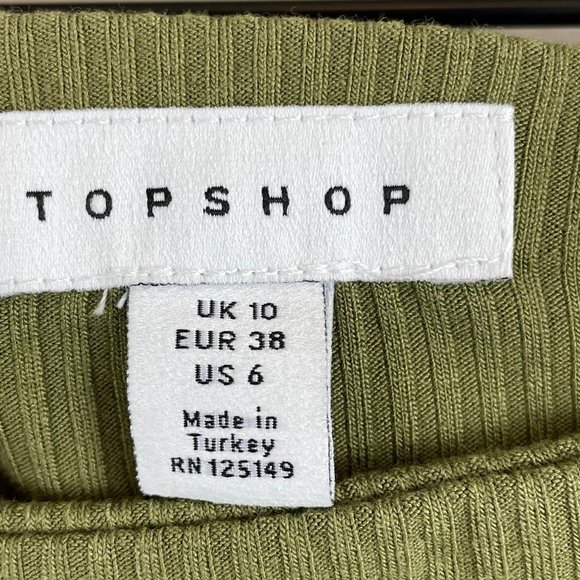 TOPSHOP
UK 10
EUR 38
US 6
Made in
Turkey
RN 125149